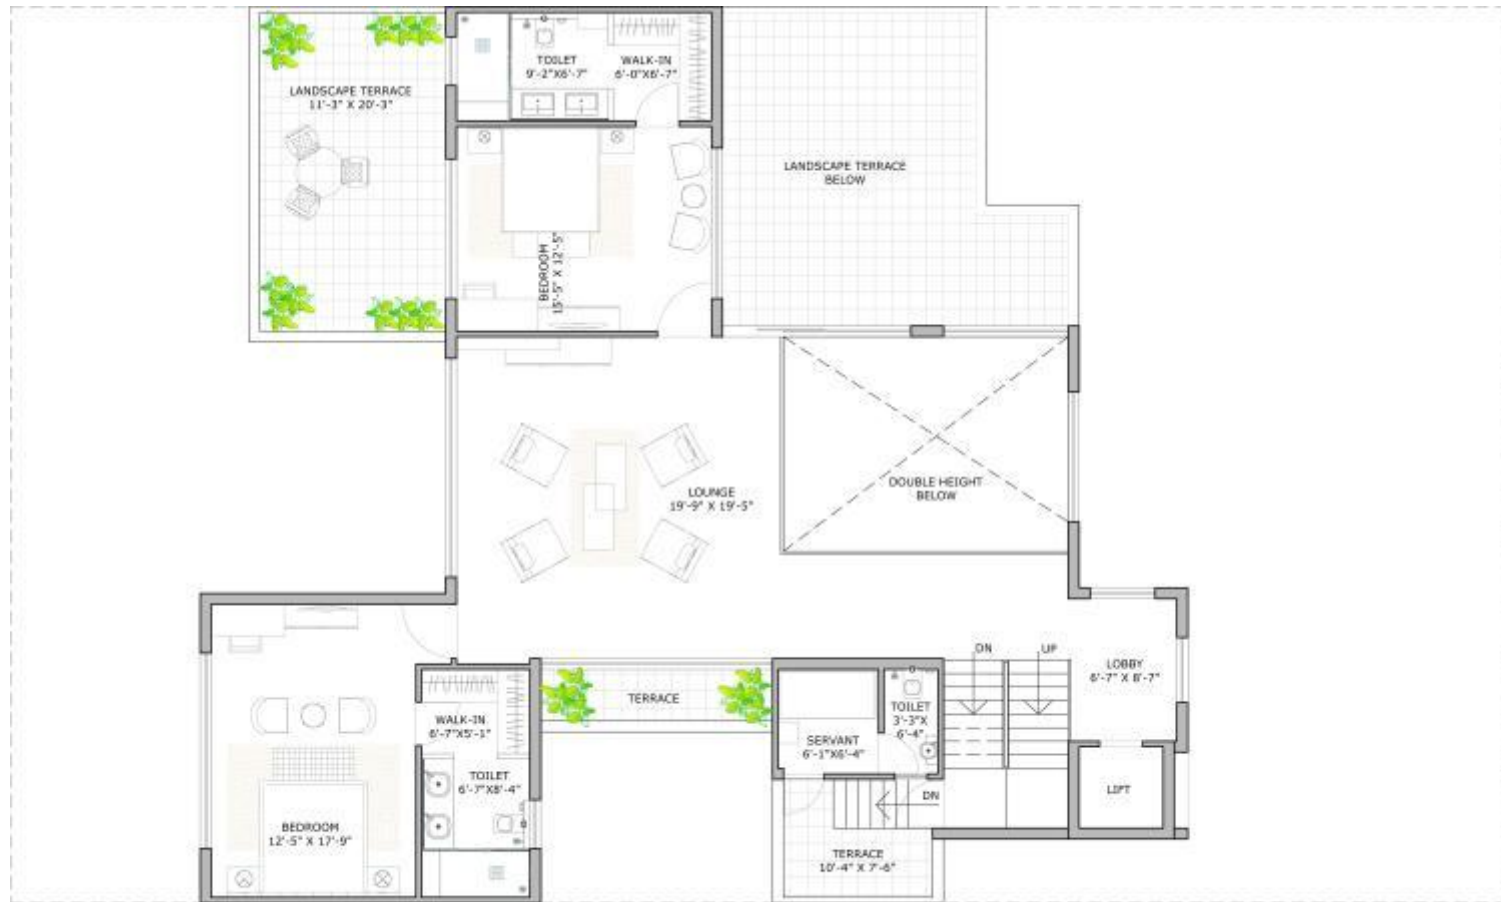 TOILET
9'-2"X6'-7"
WALK-IN
6'-0"X6'-7"
LANDSCAPE TERRACE
11'-3" X 20'-3"
LANDSCAPE TERRACE
BELOW
BEDROOM
15'-5" X 12'-5"
LOUNGE
19'-9" X 19'-5"
DOUBLE HEIGHT
BELOW
DN
UP
LOBBY
6'-7" X 8'-7"
TERRACE
WALK-IN
6'-7"X5'-1"
TOILET
3'-3"X
6'-4"
SERVANT
6'-1"X6'-4"
TOILET
6'-7"X8'-4"
LIFT
DN
BEDROOM
12'-5" X 17'-9"
TERRACE
10'-4" X 7'-6"